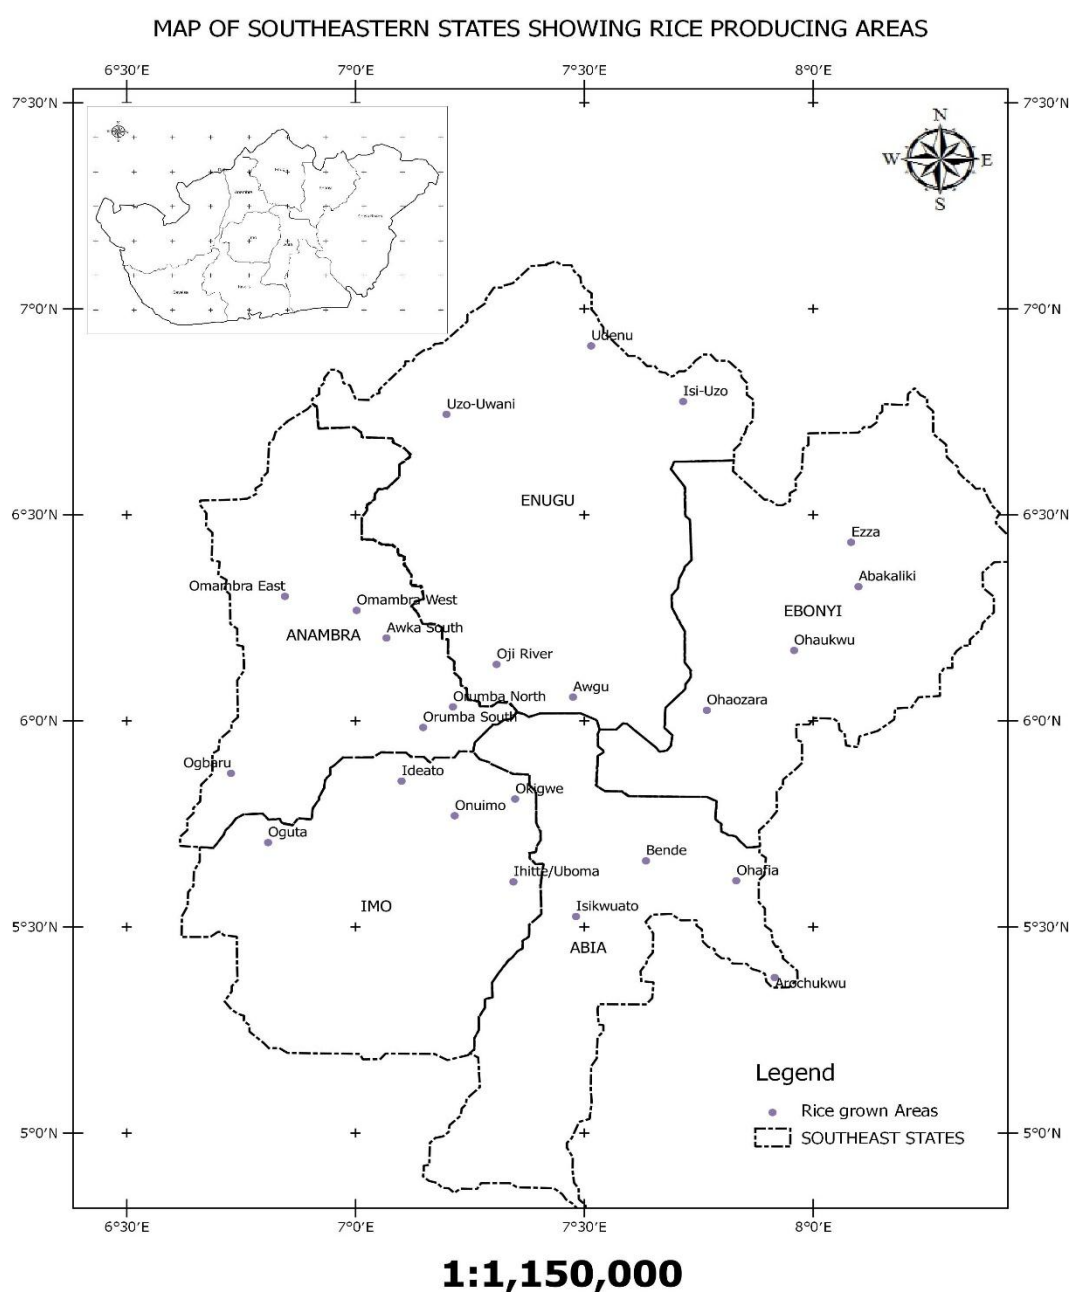 MAP OF SOUTHEASTERN STATES SHOWING RICE PRODUCING AREAS
6°30'E 7°0'E 7°30'E 8°0'E
7°30'N 7°30'N
N
W E
S
7°0'N 7°0'N
Udenu
Isi-Uzo
Uzo-Uwani
ENUGU
6°30'N 6°30'N
Ezza
Abakaliki
Omambra East
Omambra West
EBONYI
Awka South
ANAMBRA
Ohaukwu
Oji River
Awgu
Orumba North
Ohaozara
Orumba South
6°0'N 6°0'N
Ogbaru
Ideato
Okigwe
Onuimo
Oguta
Bende
Ihitte/Uboma
Ohafia
IMO
Isikwuato
5°30'N 5°30'N
ABIA
Arochukwu
Legend
Rice grown Areas
SOUTHEAST STATES
5°0'N 5°0'N
6°30'E 7°0'E 7°30'E 8°0'E
1:1,150,000